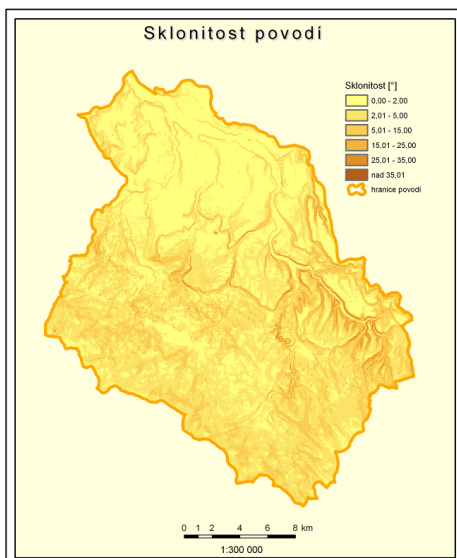 Sklonitost povodí
Sklonitost [°]
0,00 - 2,00
2,01 - 5,00
5,01 - 15,00
15,01 - 25,00
25,01 - 35,00
nad 35,01
hranice povodí
0 1 2 4 6 8 km
1:300 000